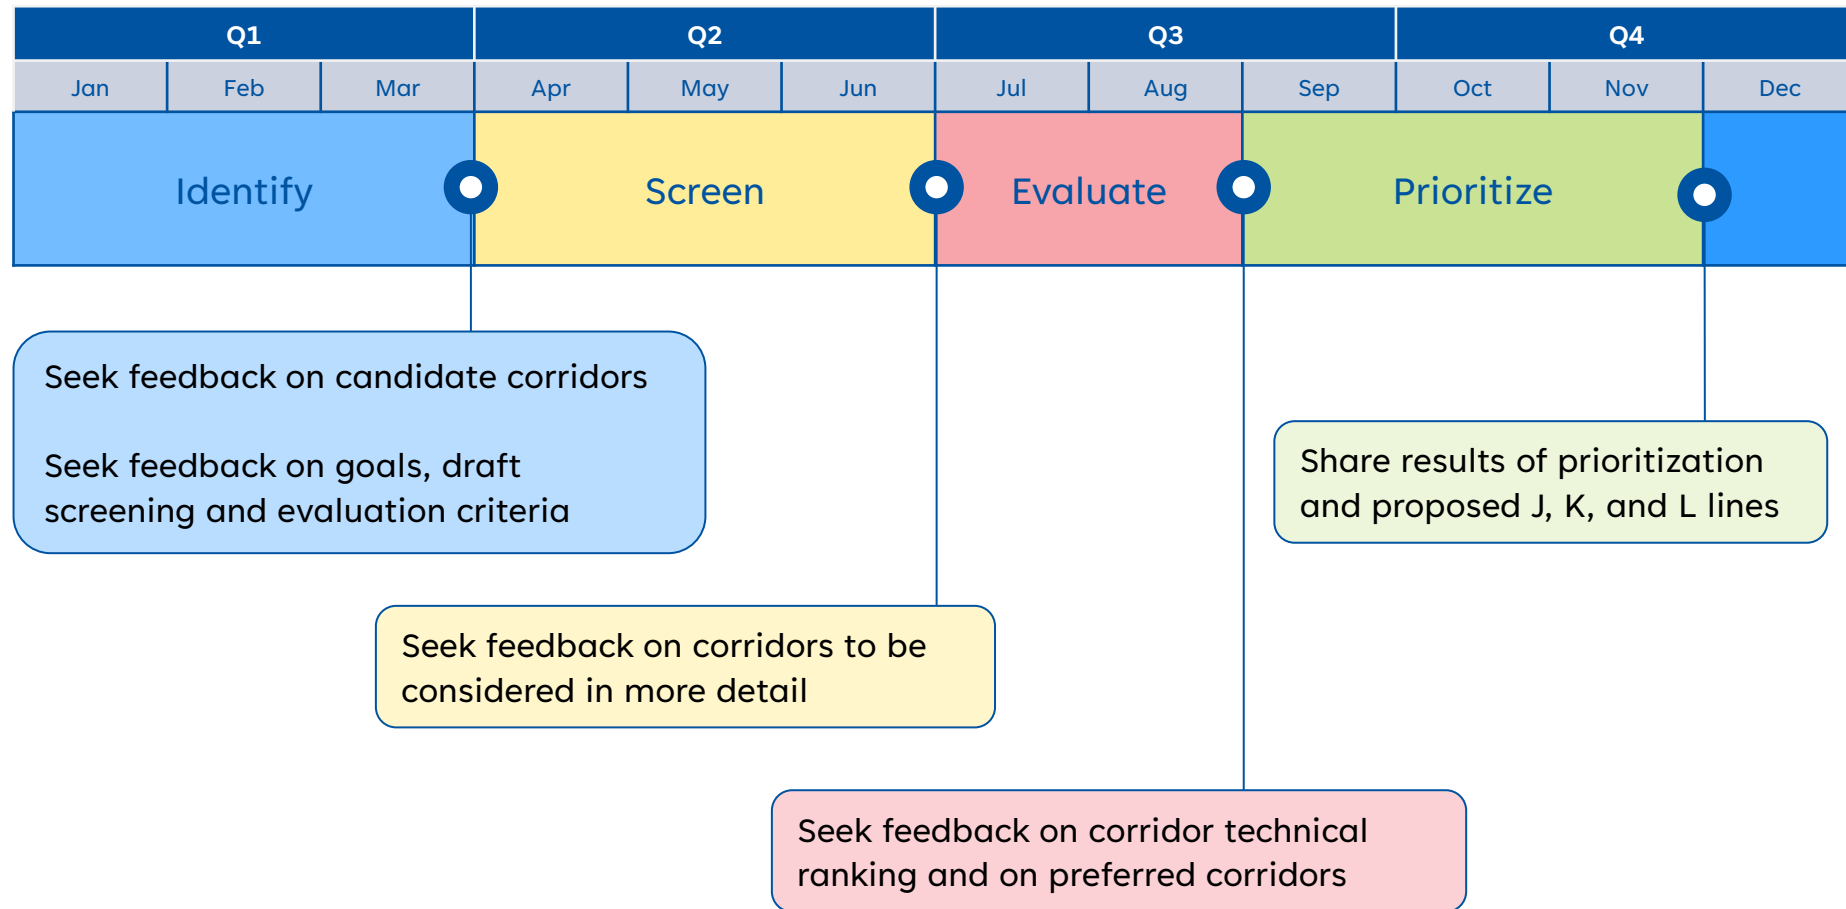 Q1 Q2 Q3 Q4
Jan Feb Mar Apr May Jun Jul Aug Sep Oct Nov Dec
Identify Screen Evaluate Prioritize
Seek feedback on candidate corridors
Seek feedback on goals, draft
screening and evaluation criteria
Share results of prioritization
and proposed J, K, and L lines
Seek feedback on corridors to be
considered in more detail
Seek feedback on corridor technical
ranking and on preferred corridors